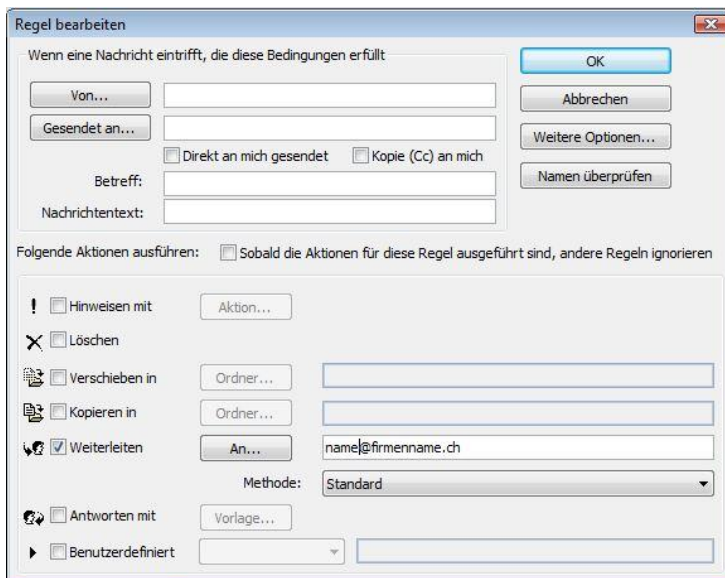 Regel bearbeiten
Wenn eine Nachricht eintrifft, die diese Bedingungen erfüllt
OK
Von...
Abbrechen
Gesendet an...
Weitere Optionen...
Direkt an mich gesendet Kopie (Cc) an mich
Betreff:
Namen überprüfen
Nachrichtentext:
Folgende Aktionen ausführen: Sobald die Aktionen für diese Regel ausgeführt sind, andere Regeln ignorieren
Hinweisen mit Aktion...
Löschen
Verschieben in Ordner...
Kopieren in Ordner...
Weiterleiten An... name@firmenname.ch
Methode: Standard
Antworten mit Vorlage...
Benutzerdefiniert